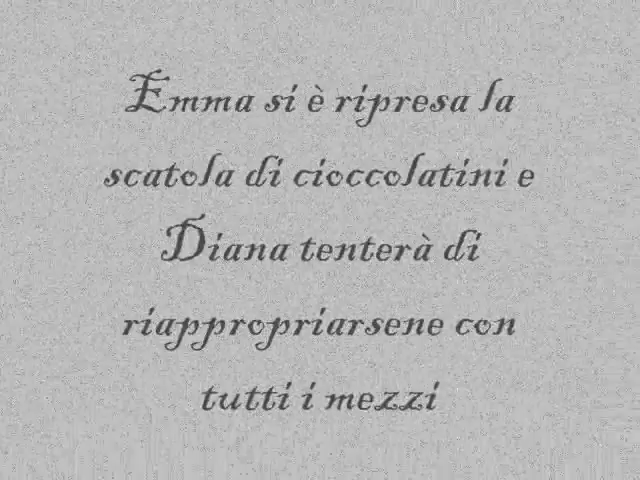 Emma si è ripresa la
scatola di cioccolatini e
Diana tenterà di
riappropriarsene con
tutti i mezzi